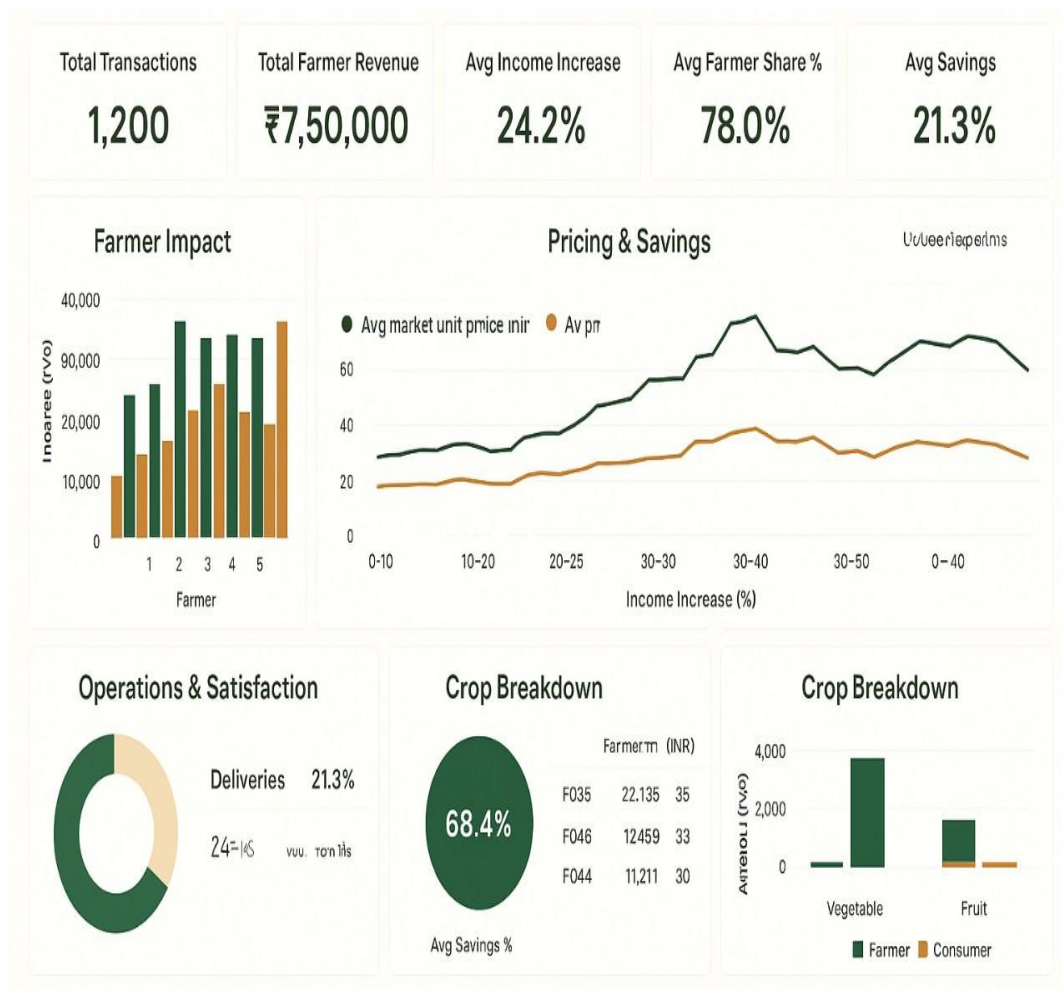 Total Transactions
1,200
Total Farmer Revenue
₹7,50,000
Avg Income Increase
24.2%
Avg Farmer Share %
78.0%
Avg Savings
21.3%
Farmer Impact
40,000
90,000
20,000
10,000
0
1 2 3 4 5
Farmer
Pricing & Savings
Avg market unit
Av
60
40
20
0
0-10 10-20 20-25 30-30 30-40 30-50 0-40
Income Increase (%)
Operations & Satisfaction
Deliveries 21.3%
Crop Breakdown
68.4%
Avg Savings %
(INR)
F035 22.135 35
F046 12459 33
F044 11,211 30
Crop Breakdown
4,000
2,000
0
Vegetable Fruit
Farmer Consumer